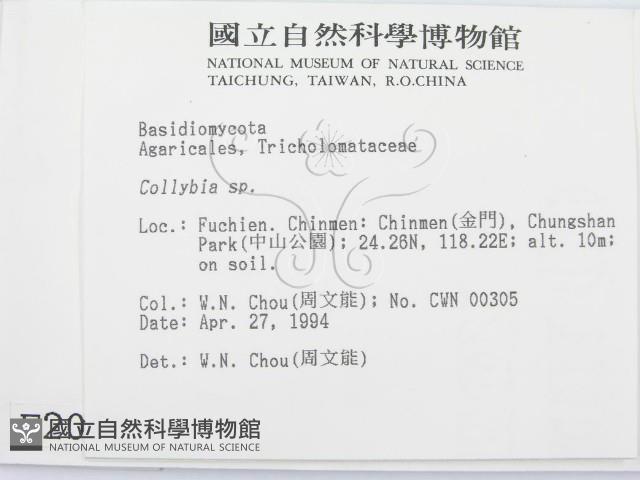 國立自然科學博物館
NATIONAL MUSEUM OF NATURAL SCIENCE
TAICHUNG, TAIWAN, R.O.CHINA
Basidiomycota
Agaricales, Tricholomataceae
Collybia sp.
Loc.: Fuchien. Chinmen: Chinmen(金門), Chungshan
Park(中山公園); 24.26N, 118.22E; alt. 10m;
on soil.
Col.: W.N. Chou(周文能); No. CWN 00305
Date: Apr. 27, 1994
Det.: W.N. Chou(周文能)
國立自然科學博物館
NATIONAL MUSEUM OF NATURAL SCIENCE